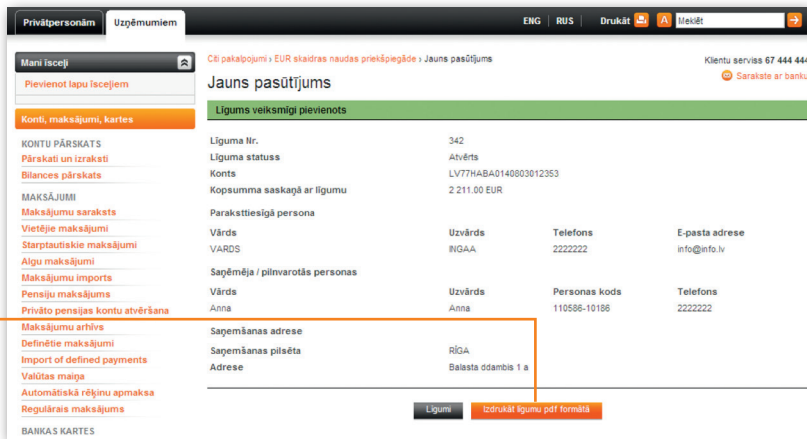 Privātpersonām
Uzņēmumiem
ENG
RUS
Drukāt
A
Meklēt
Mani īsceļi
Pievienot lapu īsceļiem
Konti, maksājumi, kartes
KONTU PĀRSKATS
Pārskati un izraksti
Bilances pārskats
MAKSĀJUMI
Maksājumu saraksts
Vietējie maksājumi
Starptautiskie maksājumi
Algu maksājumi
Maksājumu imports
Pensiju maksājums
Privāto pensijas kontu atvēršana
Maksājumu arhīvs
Definētie maksājumi
Import of defined payments
Valūtas maiņa
Automātiskā rēķinu apmaksa
Regulārais maksājums
BANKAS KARTES
Citi pakalpojumi › EUR skaidras naudas priekšpiegāde › Jauns pasūtījums
Klientu serviss 67 444 444
Sarakste ar banku
Jauns pasūtījums
Līgums veiksmīgi pievienots
Līguma Nr. 342
Līguma statuss Atvērts
Konts LV77HABA0140803012353
Kopsumma saskaņā ar līgumu 2 211.00 EUR
Paraksttiesīgā persona
Vārds Uzvārds Telefons E-pasta adrese
VARDS INGAA 2222222 info@info.lv
Saņēmēja / pilnvarotās personas
Vārds Uzvārds Personas kods Telefons
Anna Anna 110586-10186 2222222
Saņemšanas adrese
Saņemšanas pilsēta RĪGA
Adrese Balasta ddambis 1 a
Līgumi
Izdrukāt līgumu pdf formātā